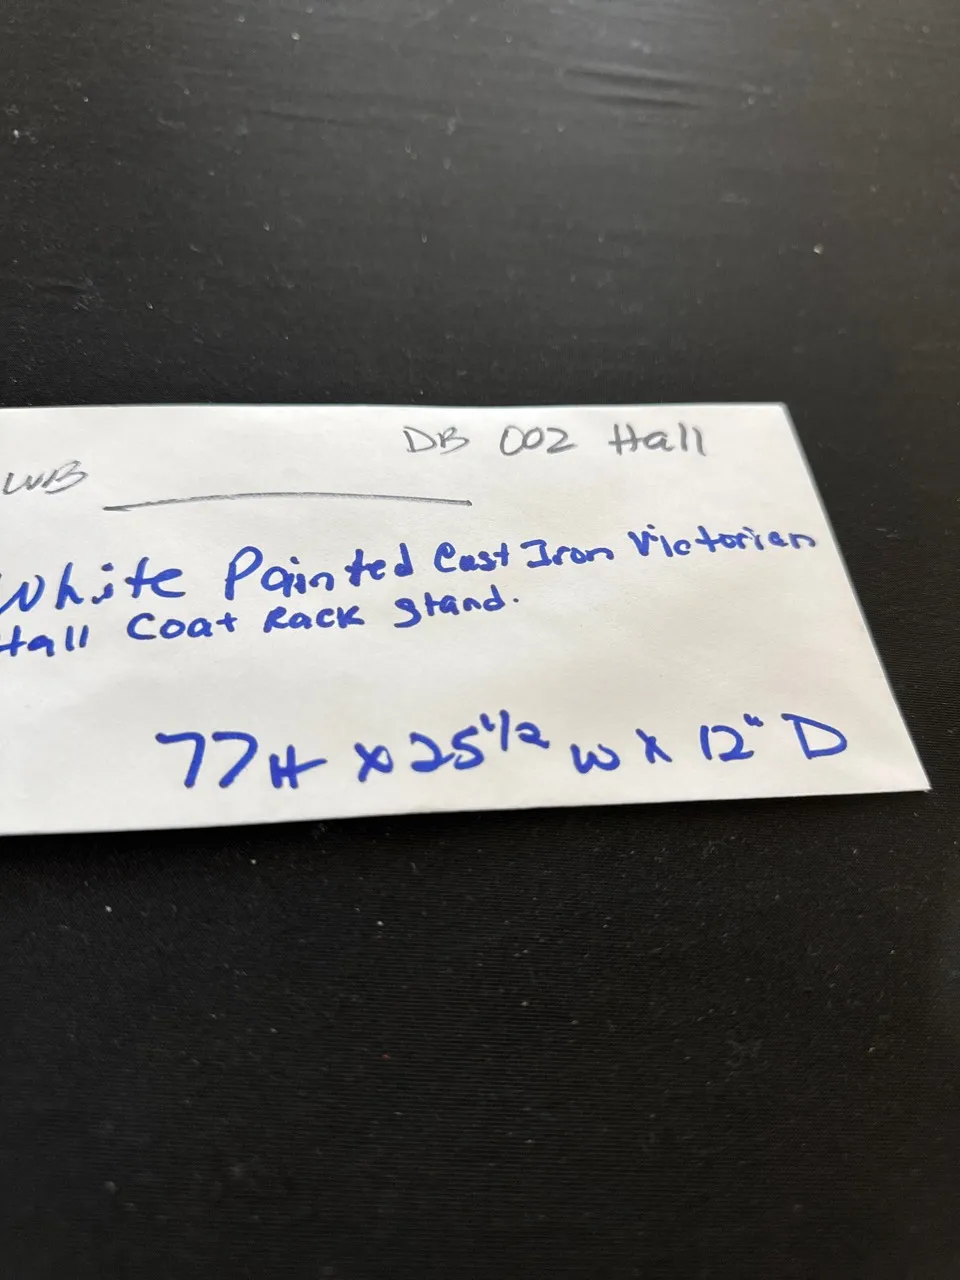 DB 002 Hall
WB
White Painted Cast Iron Victorian
Hall Coat Rack Stand.
77H x 25 1/2 W x 12" D